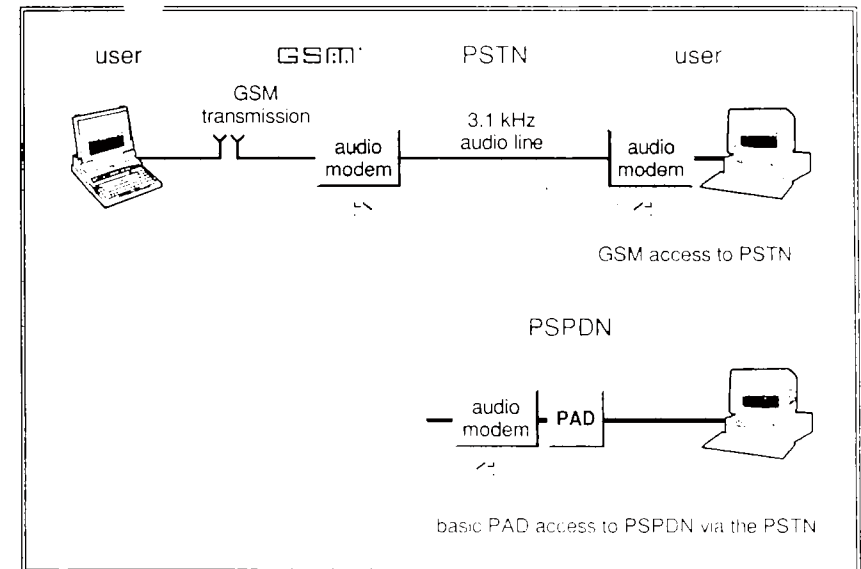 user GSM PSTN user
GSM
transmission
3.1 kHz
audio line
audio
modem
audio
modem
GSM access to PSTN
PSPDN
audio
modem
PAD
basic PAD access to PSPDN via the PSTN